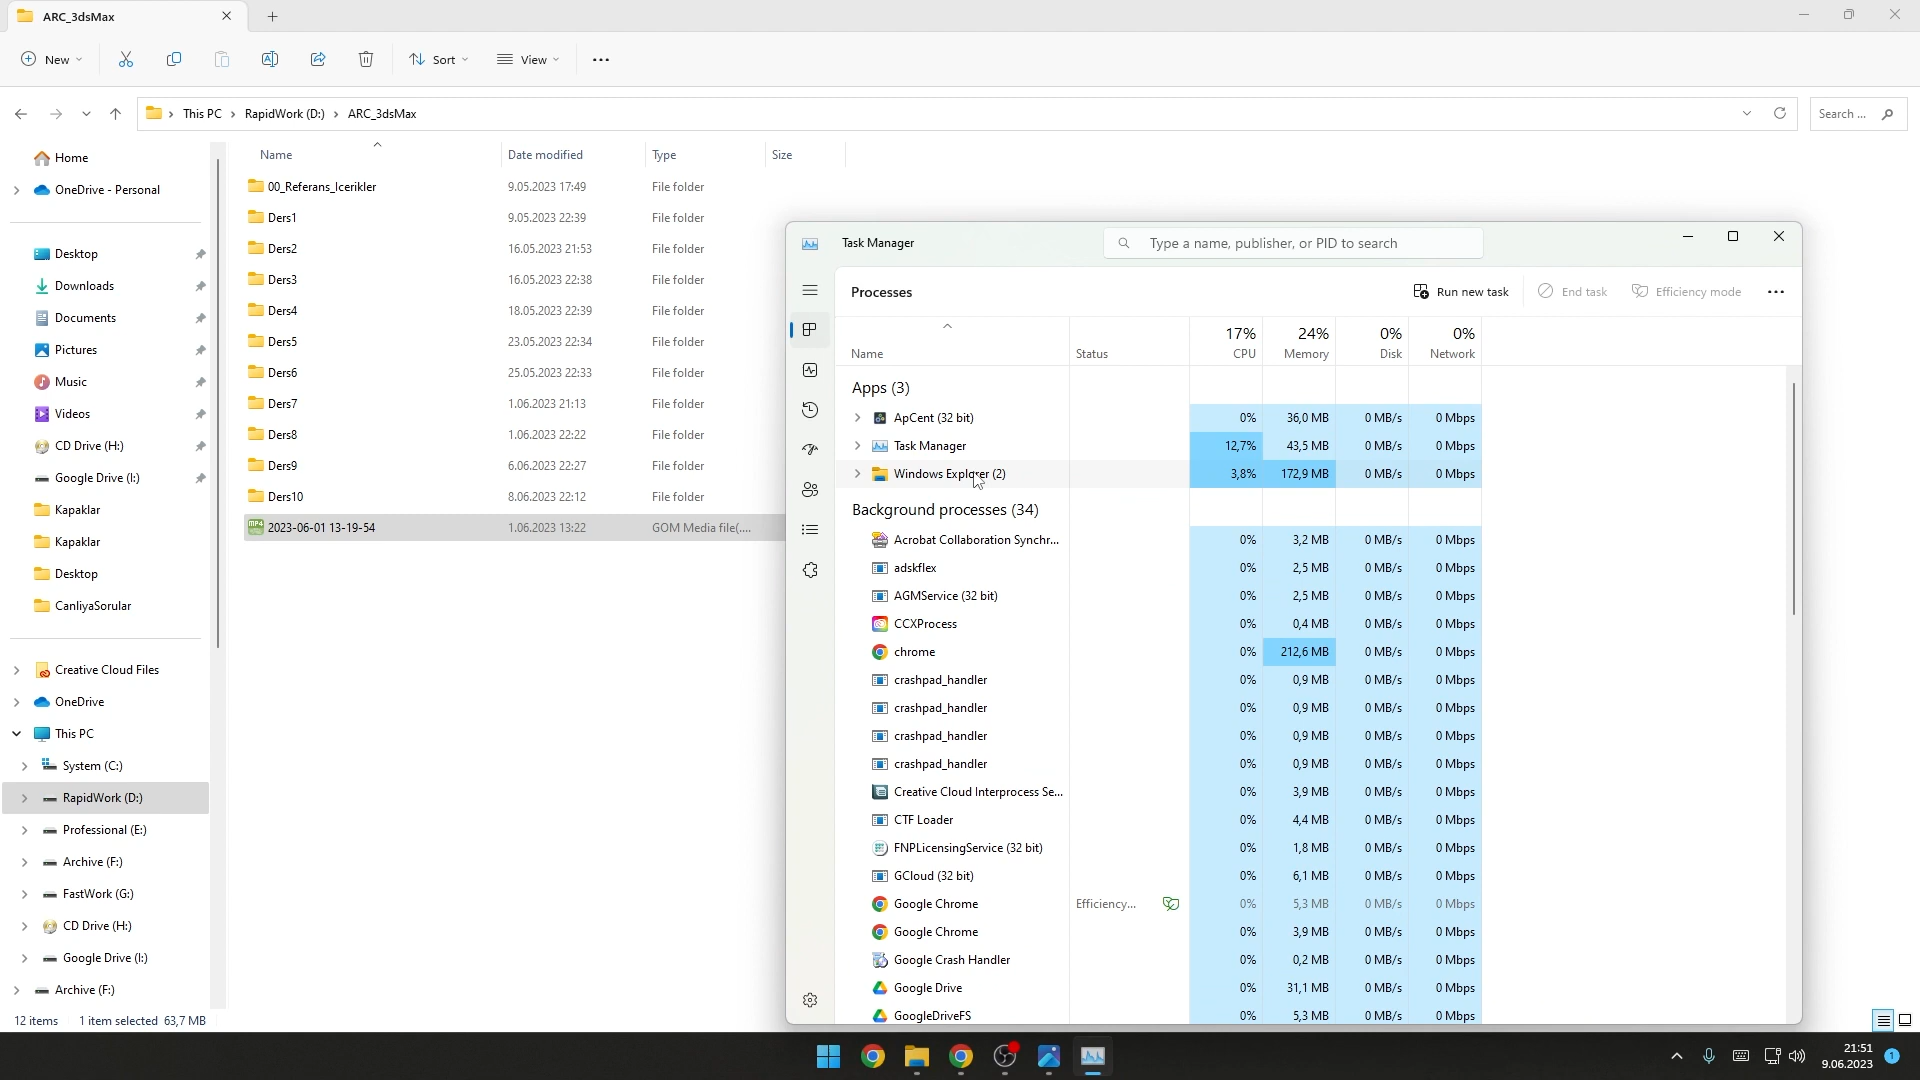 ARC_3dsMax
New
Sort
View
This PC
RapidWork (D:)
ARC_3dsMax
Search ...
Home
OneDrive - Personal
Desktop
Downloads
Documents
Pictures
Music
Videos
CD Drive (H:)
Google Drive (I:)
Kapaklar
Kapaklar
Desktop
CanliyaSorular
Creative Cloud Files
OneDrive
This PC
System (C:)
RapidWork (D:)
Professional (E:)
Archive (F:)
FastWork (G:)
CD Drive (H:)
Google Drive (I:)
Archive (F:)
12 items 1 item selected 63,7 MB
Name Date modified Type Size
00_Referans_Icerikler 9.05.2023 17:49 File folder
Ders1 9.05.2023 22:39 File folder
Ders2 16.05.2023 21:53 File folder
Ders3 16.05.2023 22:38 File folder
Ders4 18.05.2023 22:39 File folder
Ders5 23.05.2023 22:34 File folder
Ders6 25.05.2023 22:33 File folder
Ders7 1.06.2023 21:13 File folder
Ders8 1.06.2023 22:22 File folder
Ders9 6.06.2023 22:27 File folder
Ders10 8.06.2023 22:12 File folder
2023-06-01 13-19-54 1.06.2023 13:22 GOM Media file(....
Task Manager
Type a name, publisher, or PID to search
Processes
Run new task
End task
Efficiency mode
17% 24% 0% 0%
Name Status CPU Memory Disk Network
Apps (3)
ApCent (32 bit) 0% 36,0 MB 0 MB/s 0 Mbps
Task Manager 12,7% 43,5 MB 0 MB/s 0 Mbps
Windows Explorer (2) 3,8% 172,9 MB 0 MB/s 0 Mbps
Background processes (34)
Acrobat Collaboration Synchr... 0% 3,2 MB 0 MB/s 0 Mbps
adskflex 0% 2,5 MB 0 MB/s 0 Mbps
AGMService (32 bit) 0% 2,5 MB 0 MB/s 0 Mbps
CCXProcess 0% 0,4 MB 0 MB/s 0 Mbps
chrome 0% 212,6 MB 0 MB/s 0 Mbps
crashpad_handler 0% 0,9 MB 0 MB/s 0 Mbps
crashpad_handler 0% 0,9 MB 0 MB/s 0 Mbps
crashpad_handler 0% 0,9 MB 0 MB/s 0 Mbps
crashpad_handler 0% 0,9 MB 0 MB/s 0 Mbps
Creative Cloud Interprocess Se... 0% 3,9 MB 0 MB/s 0 Mbps
CTF Loader 0% 4,4 MB 0 MB/s 0 Mbps
FNPLicensingService (32 bit) 0% 1,8 MB 0 MB/s 0 Mbps
GCloud (32 bit) 0% 6,1 MB 0 MB/s 0 Mbps
Google Chrome Efficiency... 0% 5,3 MB 0 MB/s 0 Mbps
Google Chrome 0% 3,9 MB 0 MB/s 0 Mbps
Google Crash Handler 0% 0,2 MB 0 MB/s 0 Mbps
Google Drive 0% 31,1 MB 0 MB/s 0 Mbps
GoogleDriveFS 0% 5,3 MB 0 MB/s 0 Mbps
21:51
9.06.2023
1